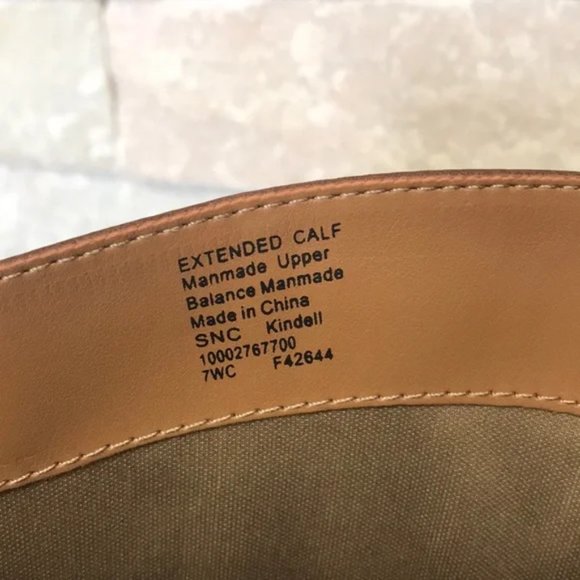 EXTENDED CALF
Manmade Upper
Balance Manmade
Made in China
SNC Kindell
10002767700
7WC F42644